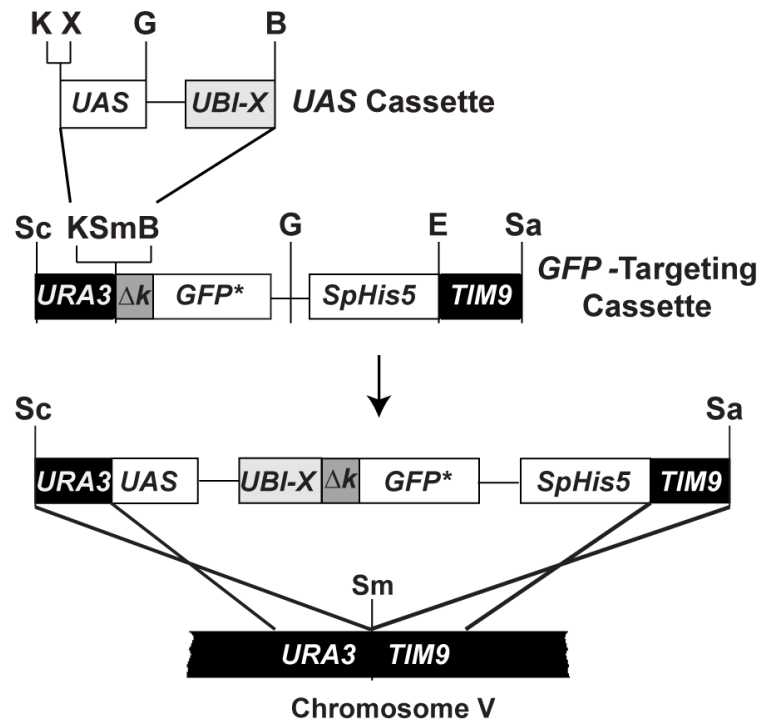 K X G B
UAS UBI-X UAS Cassette
Sc KSmB G E Sa
URA3 Δk GFP* SpHis5 TIM9
GFP -Targeting
Cassette
Sc Sa
URA3 UAS UBI-X Δk GFP* SpHis5 TIM9
Sm
URA3 TIM9
Chromosome V